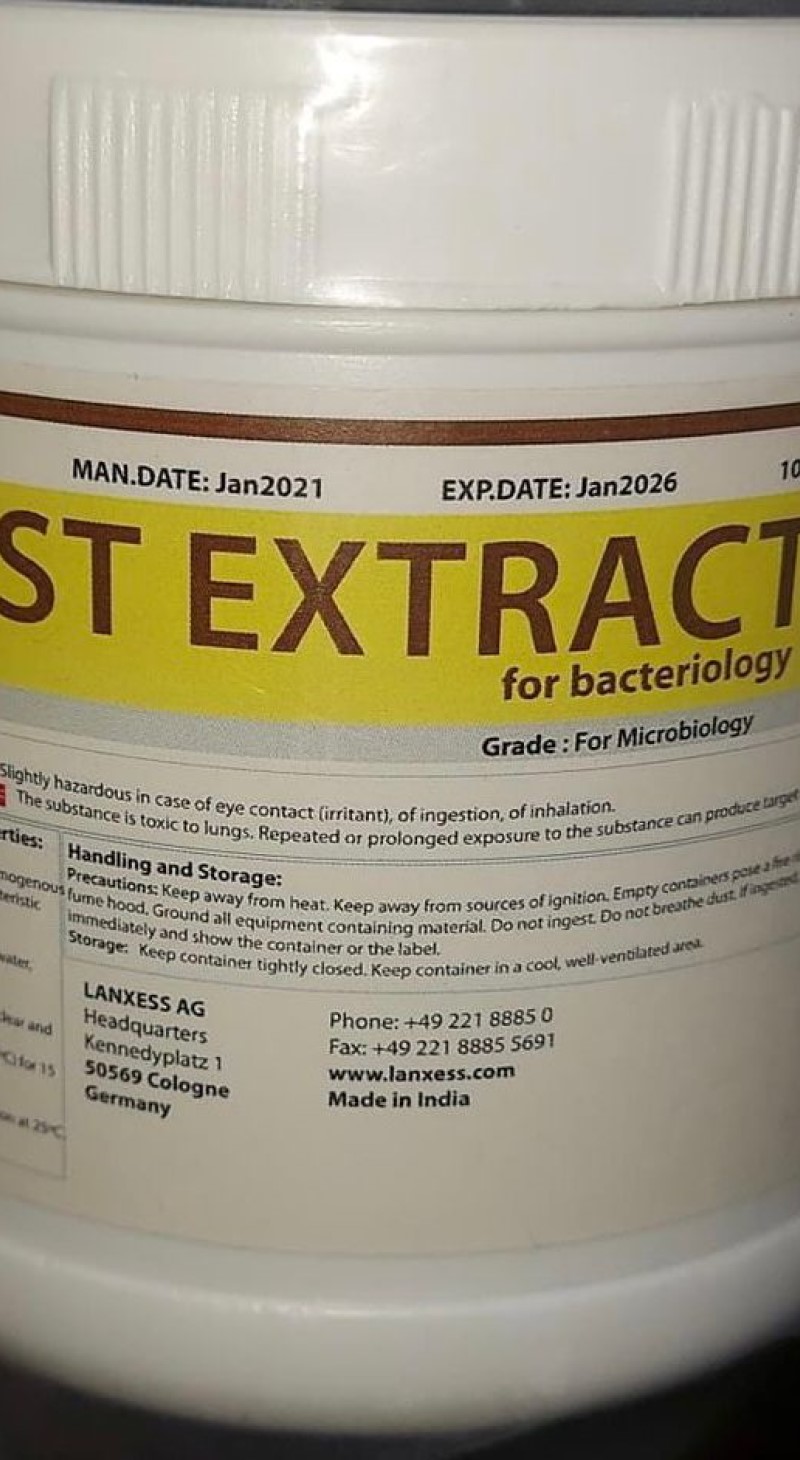 MAN.DATE: Jan2021 EXP.DATE: Jan2026 10
ST EXTRACT
for bacteriology
Grade : For Microbiology
Slightly hazardous in case of eye contact (irritant), of ingestion, of inhalation.
The substance is toxic to lungs. Repeated or prolonged exposure to the substance can produce target
rties:
mogenous
teristic
water,
lear and
°C) for 15
on at 25°C
Handling and Storage:
Precautions: Keep away from heat. Keep away from sources of ignition. Empty containers pose a fire
fume hood. Ground all equipment containing material. Do not ingest. Do not breathe dust. If ingested,
immediately and show the container or the label.
Storage: Keep container tightly closed. Keep container in a cool, well-ventilated area.
LANXESS AG
Headquarters
Kennedyplatz 1
50569 Cologne
Germany
Phone: +49 221 8885 0
Fax: +49 221 8885 5691
www.lanxess.com
Made in India